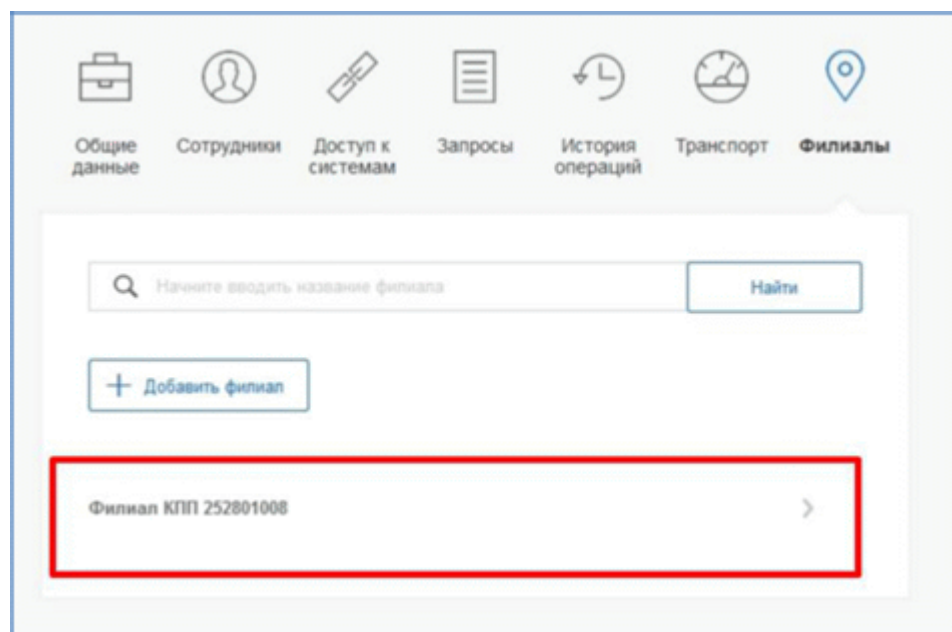 Общие данные
Сотрудники
Доступ к системам
Запросы
История операций
Транспорт
Филиалы
Начните вводить название филиала
Найти
Добавить филиал
Филиал КПП 252801008